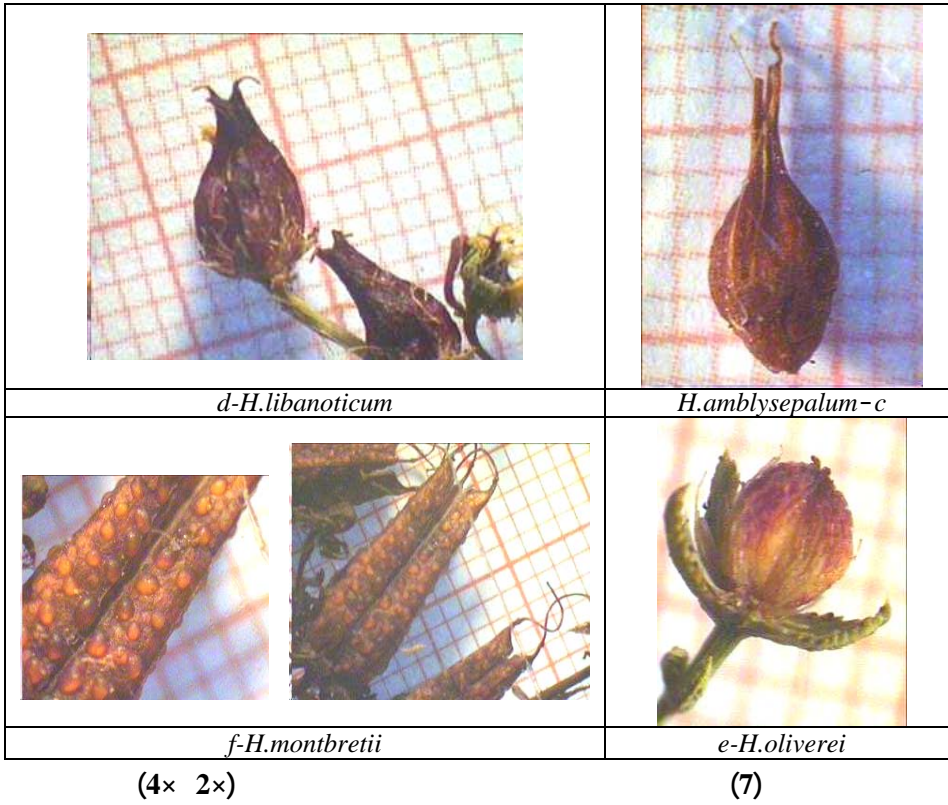 d-H.libanoticum
H.amblysepalum-c
f-H.montbretii
e-H.oliverei
(4× 2×)
(7)